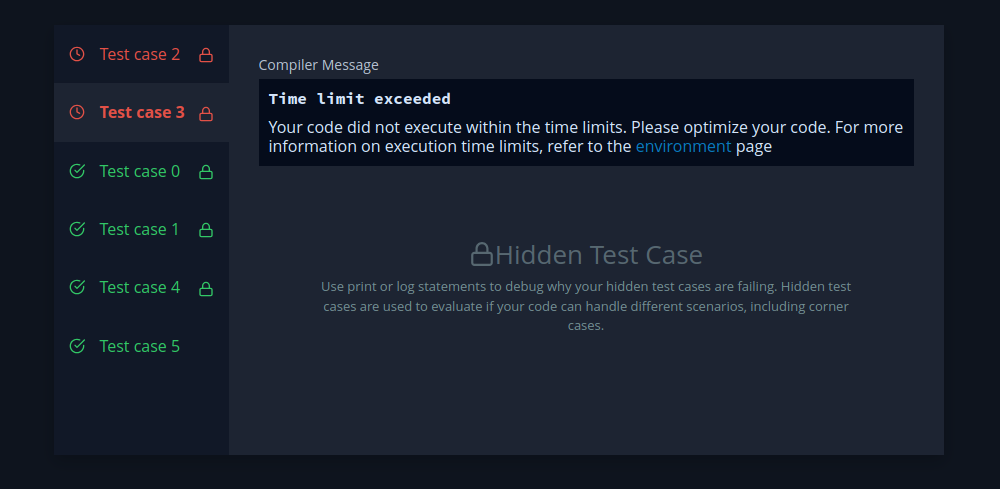 Test case 2
Test case 3
Test case 0
Test case 1
Test case 4
Test case 5
Compiler Message
Time limit exceeded
Your code did not execute within the time limits. Please optimize your code. For more
information on execution time limits, refer to the environment page
Hidden Test Case
Use print or log statements to debug why your hidden test cases are failing. Hidden test
cases are used to evaluate if your code can handle different scenarios, including corner
cases.